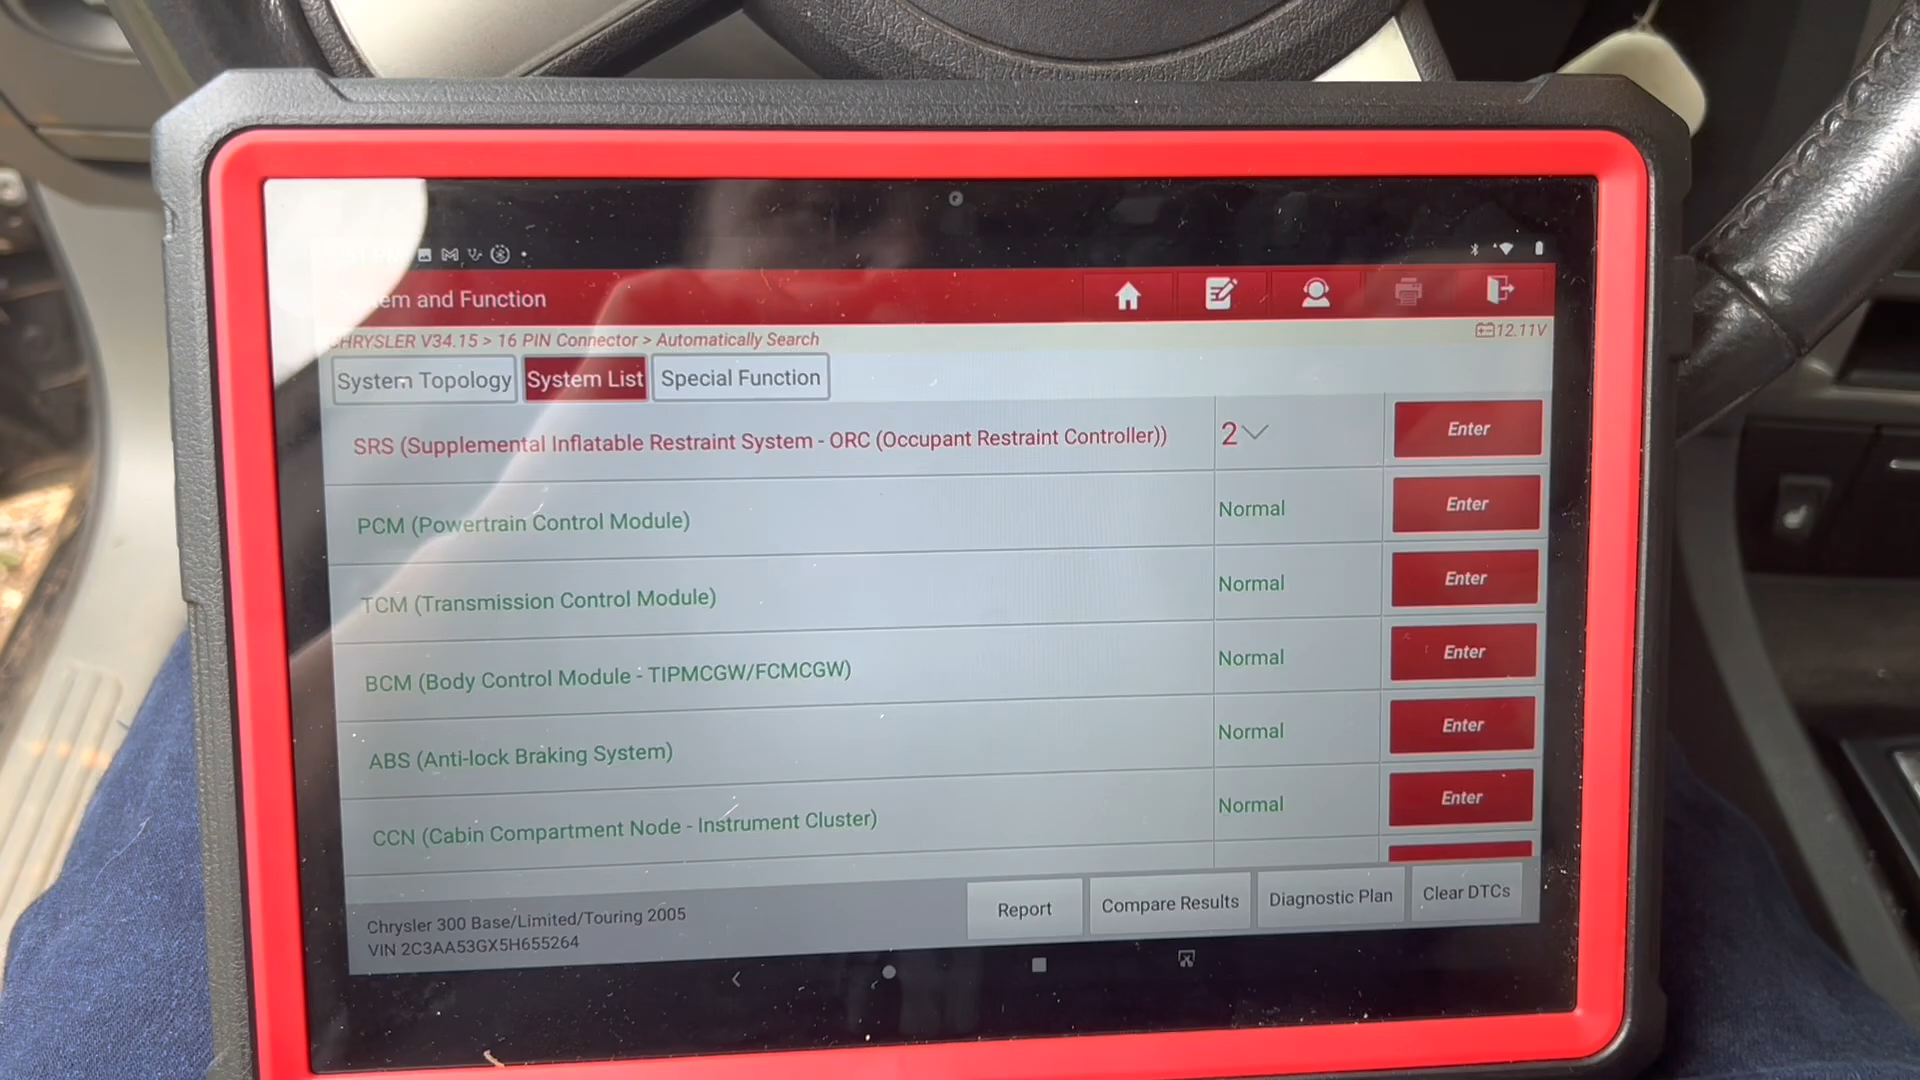 em and Function
HRYSLER V34.15 > 16 PIN Connector > Automatically Search
12.11V
System Topology System List Special Function
SRS (Supplemental Inflatable Restraint System - ORC (Occupant Restraint Controller)) 2 Enter
PCM (Powertrain Control Module) Normal Enter
TCM (Transmission Control Module) Normal Enter
BCM (Body Control Module - TIPMCGW/FCMCGW) Normal Enter
ABS (Anti-lock Braking System) Normal Enter
CCN (Cabin Compartment Node - Instrument Cluster) Normal Enter
Chrysler 300 Base/Limited/Touring 2005
VIN 2C3AA53GX5H655264
Report Compare Results Diagnostic Plan Clear DTCs